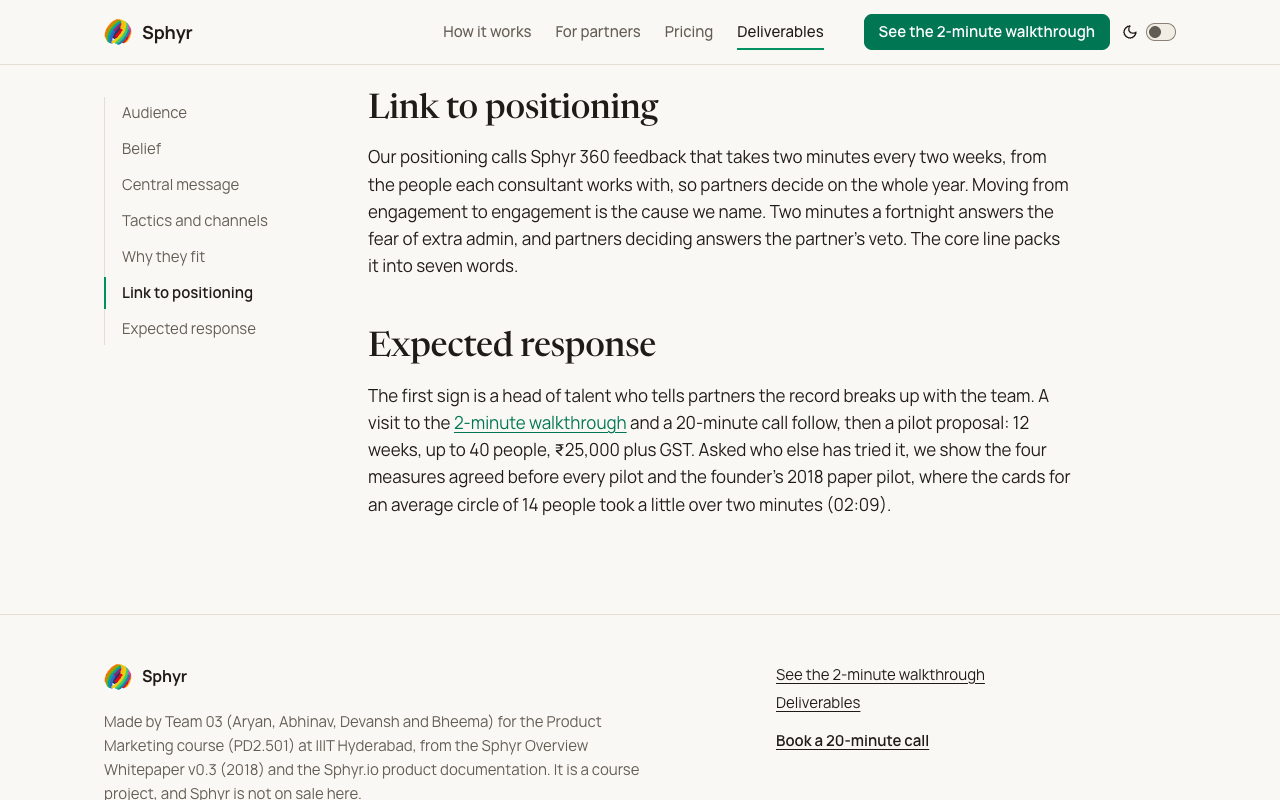 Sphyr
How it works
For partners
Pricing
Deliverables
See the 2-minute walkthrough
Audience
Belief
Central message
Tactics and channels
Why they fit
Link to positioning
Expected response
Link to positioning
Our positioning calls Sphyr 360 feedback that takes two minutes every two weeks, from
the people each consultant works with, so partners decide on the whole year. Moving from
engagement to engagement is the cause we name. Two minutes a fortnight answers the
fear of extra admin, and partners deciding answers the partner’s veto. The core line packs
it into seven words.
Expected response
The first sign is a head of talent who tells partners the record breaks up with the team. A
visit to the 2-minute walkthrough and a 20-minute call follow, then a pilot proposal: 12
weeks, up to 40 people, ₹25,000 plus GST. Asked who else has tried it, we show the four
measures agreed before every pilot and the founder’s 2018 paper pilot, where the cards for
an average circle of 14 people took a little over two minutes (02:09).
Sphyr
Made by Team 03 (Aryan, Abhinav, Devansh and Bheema) for the Product
Marketing course (PD2.501) at IIIT Hyderabad, from the Sphyr Overview
Whitepaper v0.3 (2018) and the Sphyr.io product documentation. It is a course
project, and Sphyr is not on sale here.
See the 2-minute walkthrough
Deliverables
Book a 20-minute call